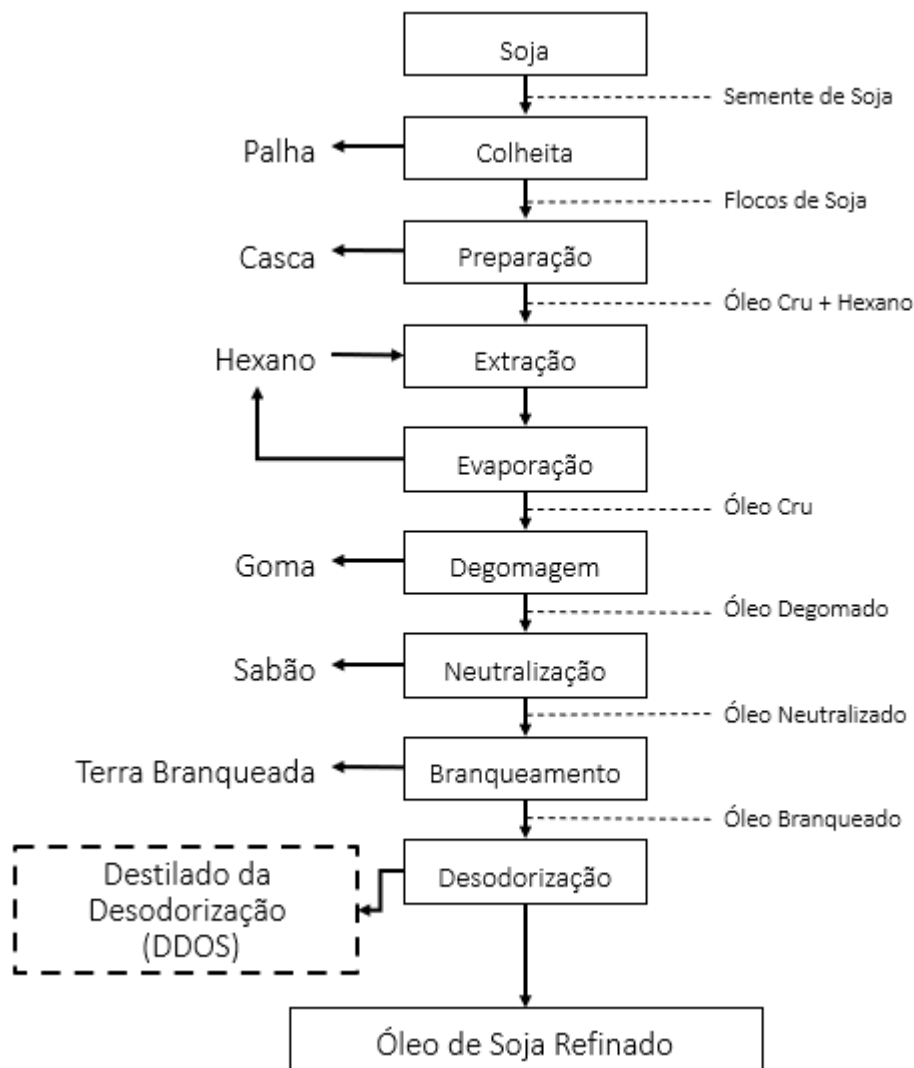 Soja
Semente de Soja
Palha
Colheita
Flocos de Soja
Casca
Preparação
Óleo Cru + Hexano
Hexano
Extração
Evaporação
Óleo Cru
Goma
Degomagem
Óleo Degomado
Sabão
Neutralização
Óleo Neutralizado
Terra Branqueada
Branqueamento
Óleo Branqueado
Destilado da
Desodorização
(DDOS)
Desodorização
Óleo de Soja Refinado